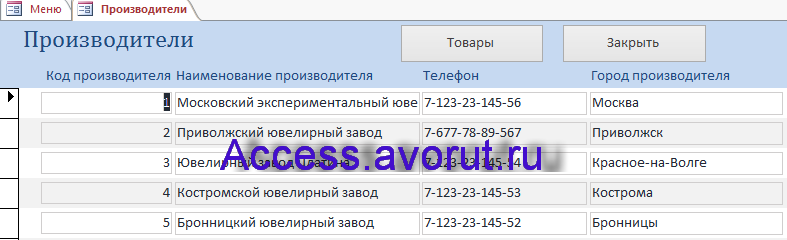 Меню Производители
Производители Товары Закрыть
Код производителя Наименование производителя Телефон Город производителя
1 Московский экспериментальный юве 7-123-23-145-56 Москва
2 Приволжский ювелирный завод 7-677-78-89-567 Приволжск
3 Ювелирный завод Платина 7-123-23-145-54 Красное-на-Волге
Access.avorut.ru
4 Костромской ювелирный завод 7-123-23-145-53 Кострома
5 Бронницкий ювелирный завод 7-123-23-145-52 Бронницы